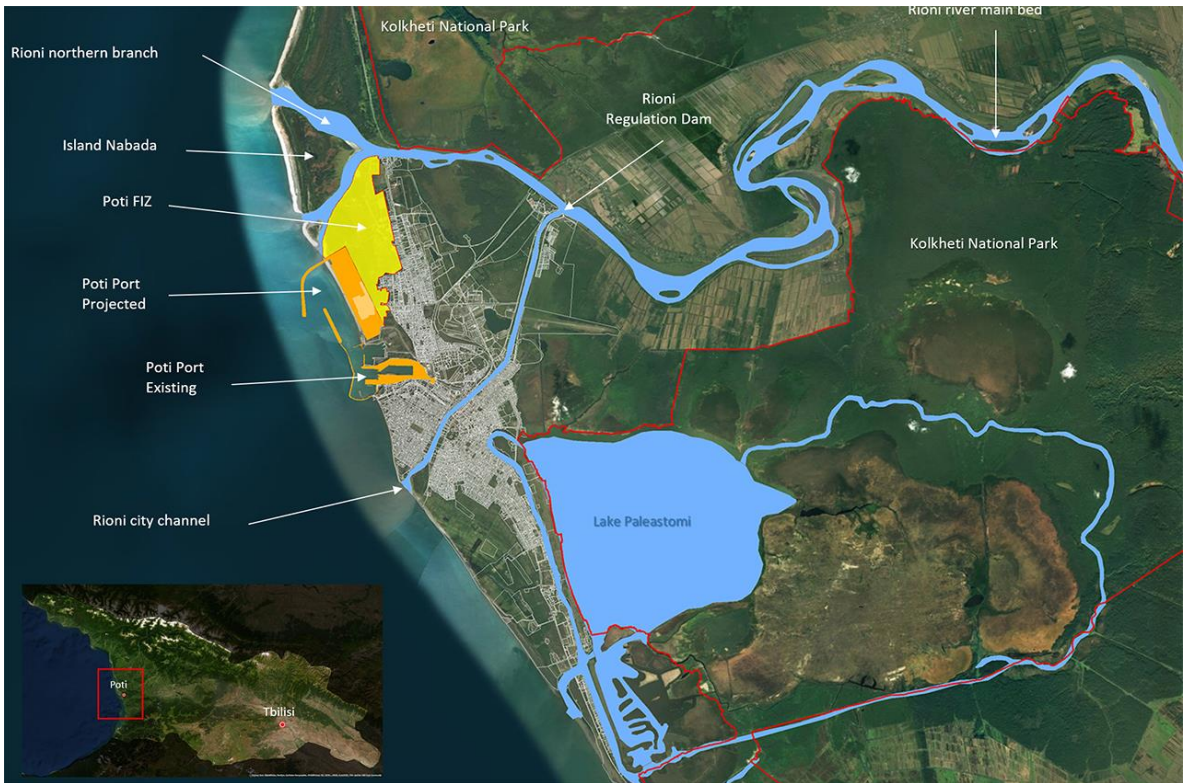 Kolkheti National Park
Rioni river main bed
Rioni northern branch
Rioni
Regulation Dam
Island Nabada
Poti FIZ
Kolkheti National Park
Poti Port
Projected
Poti Port
Existing
Rioni city channel
Lake Paleastomi
Poti
Tbilisi